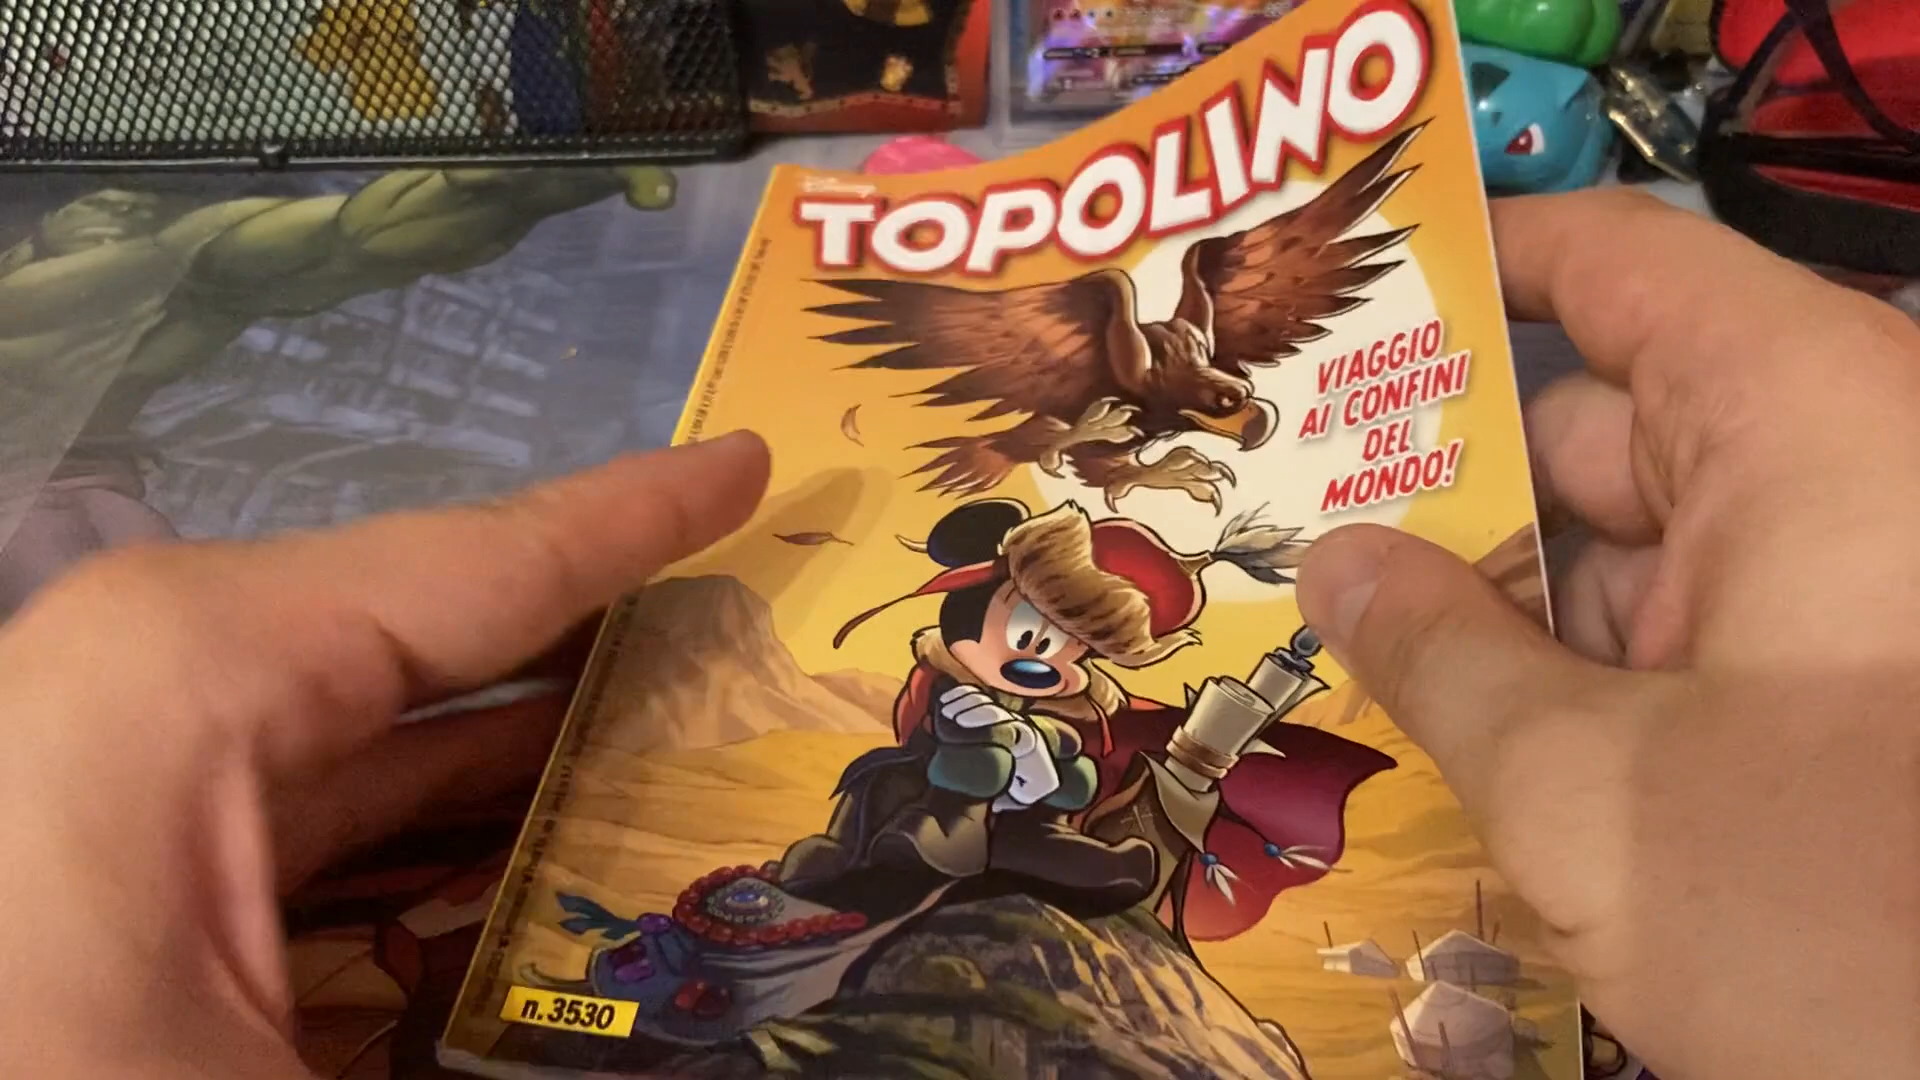 Disney
TOPOLINO
VIAGGIO
AI CONFINI
DEL
MONDO!
n.3530